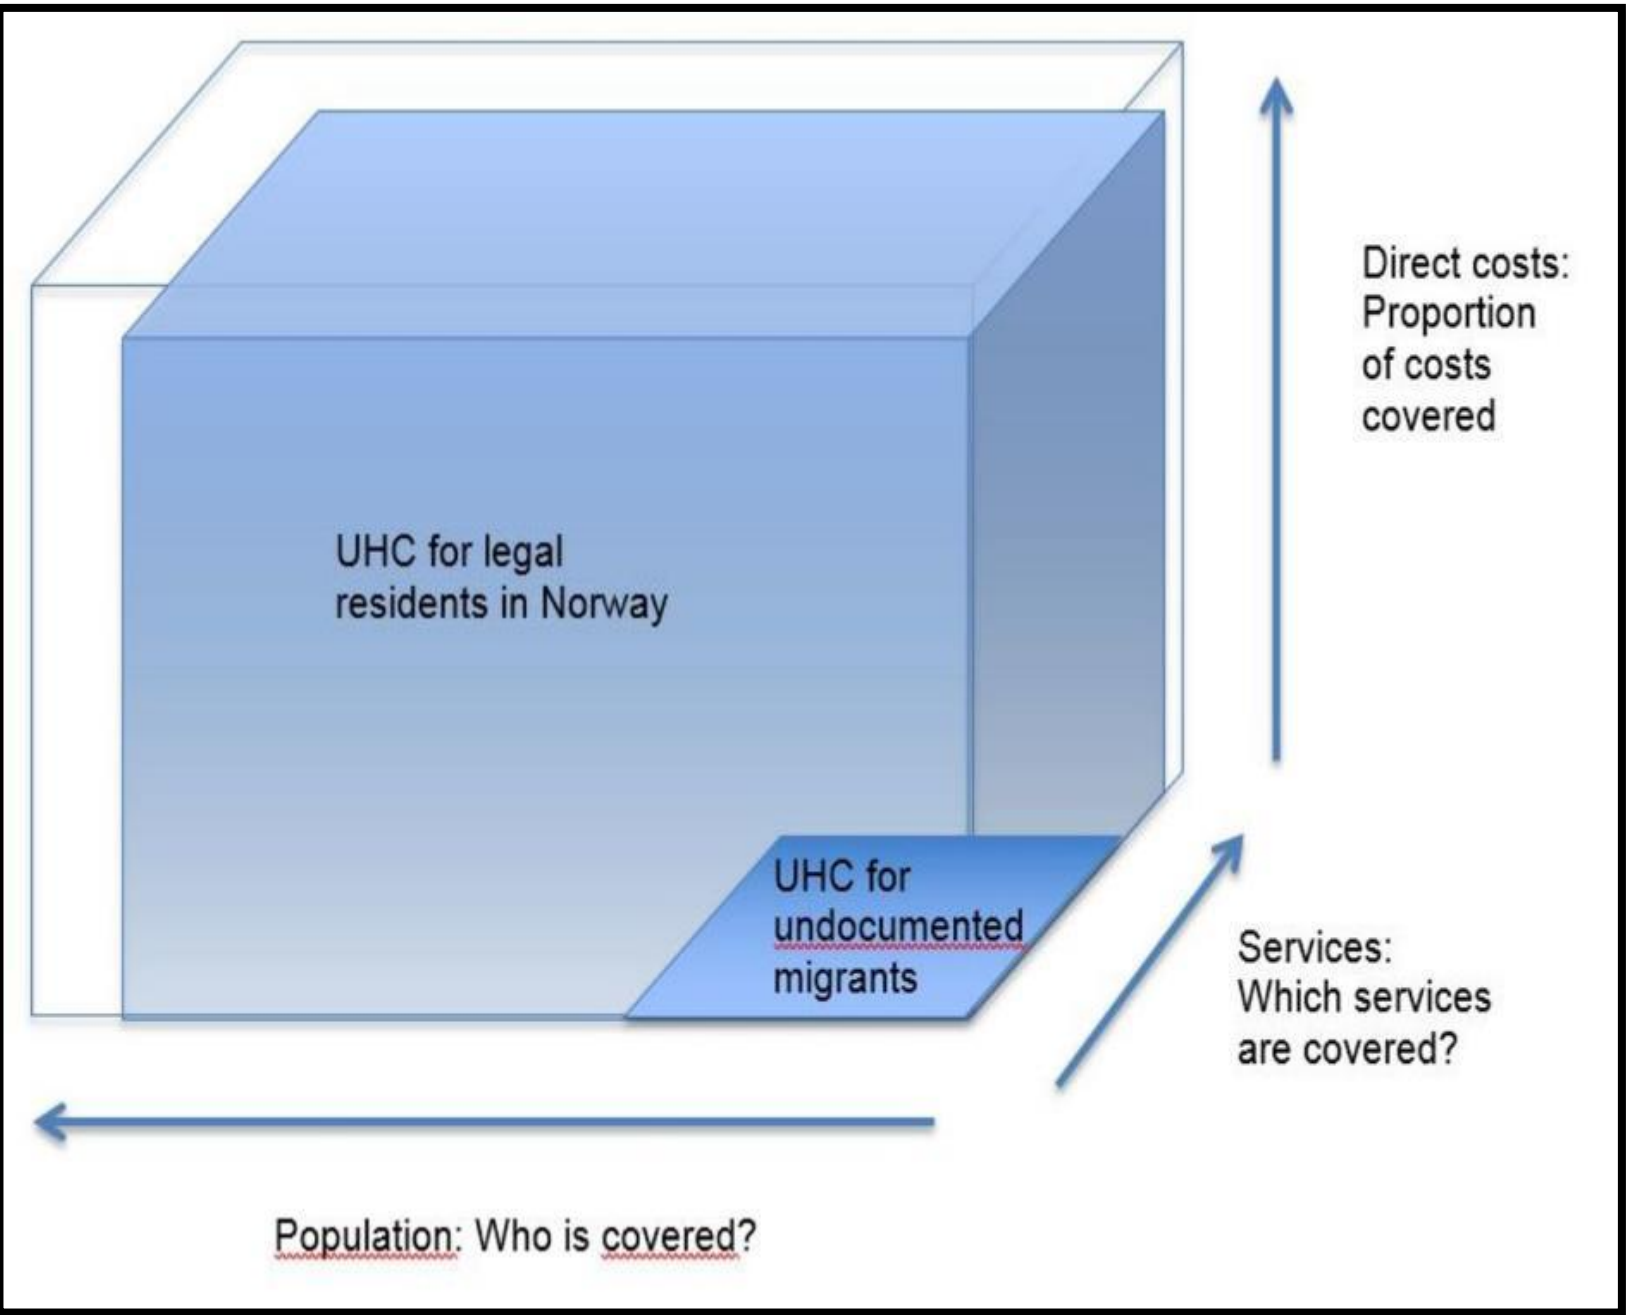 Direct costs:
Proportion
of costs
covered
UHC for legal
residents in Norway
UHC for
undocumented
migrants
Services:
Which services
are covered?
Population: Who is covered?